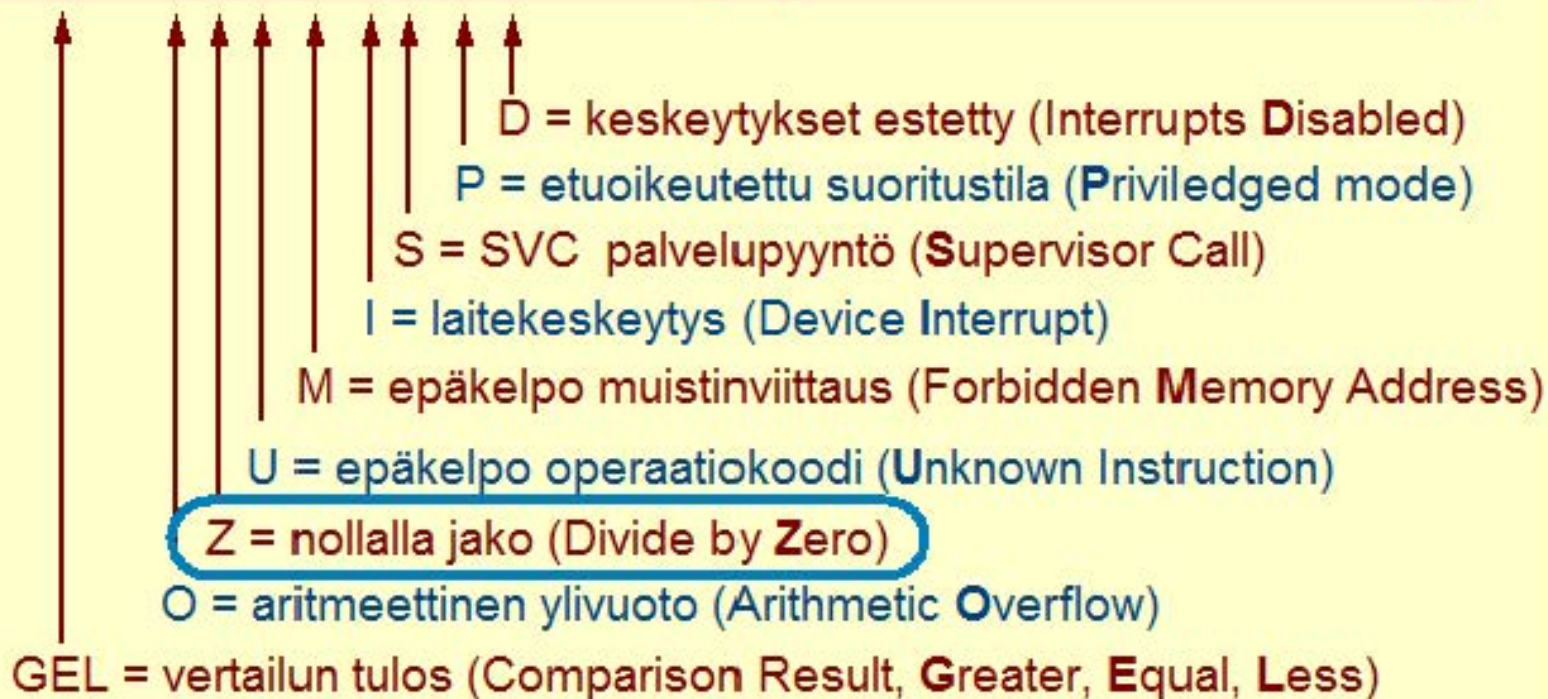 D = keskeytykset estetty (Interrupts Disabled)
P = etuoikeutettu suoritustila (Priviledged mode)
S = SVC palvelupyyntö (Supervisor Call)
I = laitekeskeytys (Device Interrupt)
M = epäkelpo muistinviittaus (Forbidden Memory Address)
U = epäkelpo operaatiokoodi (Unknown Instruction)
Z = nollalla jako (Divide by Zero)
O = aritmeettinen ylivuoto (Arithmetic Overflow)
GEL = vertailun tulos (Comparison Result, Greater, Equal, Less)